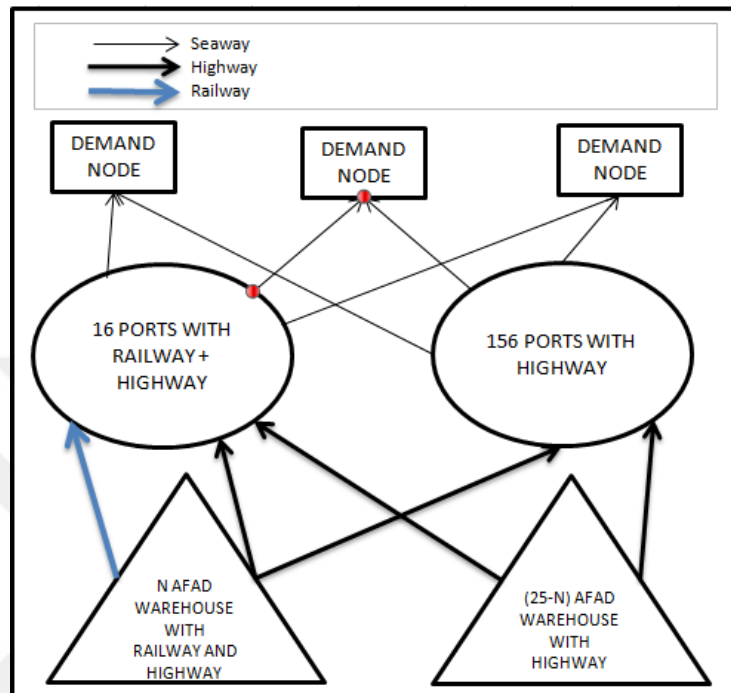 Seaway
Highway
Railway
DEMAND
NODE
DEMAND
NODE
DEMAND
NODE
16 PORTS WITH
RAILWAY +
HIGHWAY
156 PORTS WITH
HIGHWAY
N AFAD
WAREHOUSE
WITH
RAILWAY AND
HIGHWAY
(25-N) AFAD
WAREHOUSE
WITH
HIGHWAY